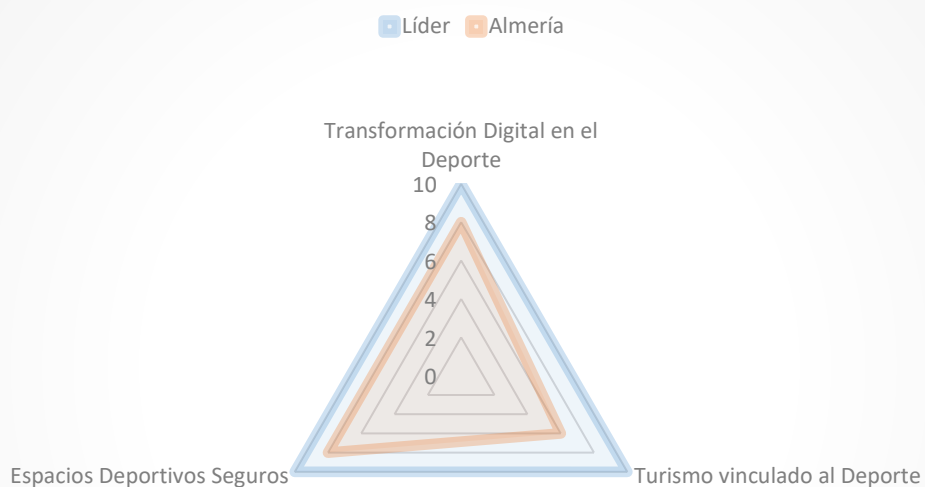 Líder Almería
Transformación Digital en el
Deporte
10
8
6
4
2
0
Espacios Deportivos Seguros
Turismo vinculado al Deporte